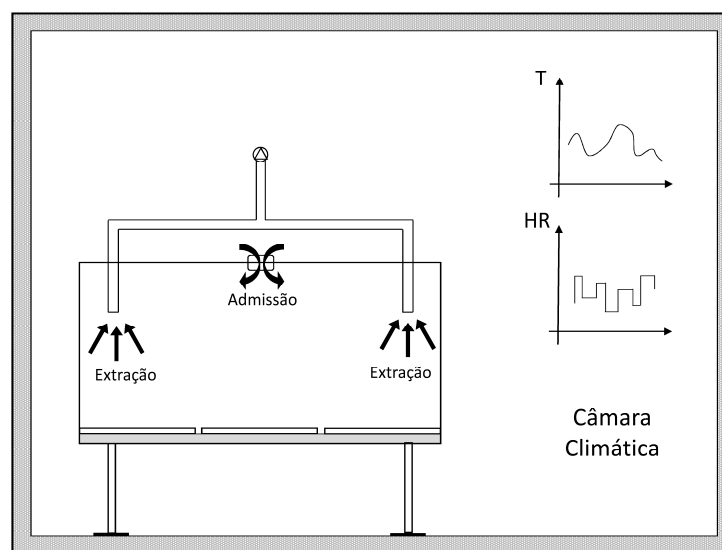 T
HR
Admissão
Extração
Extração
Câmara
Climática